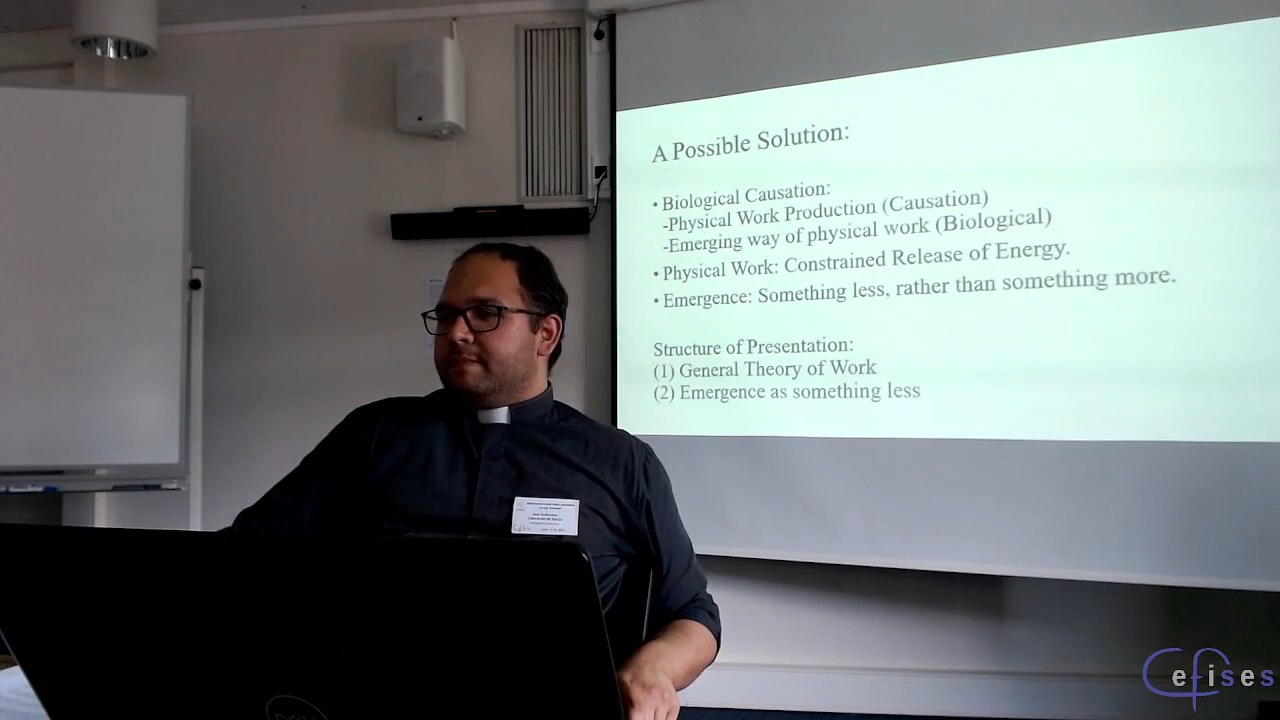 A Possible Solution:
• Biological Causation:
-Physical Work Production (Causation)
-Emerging way of physical work (Biological)
• Physical Work: Constrained Release of Energy.
• Emergence: Something less, rather than something more.
Structure of Presentation:
(1) General Theory of Work
(2) Emergence as something less
Cefises